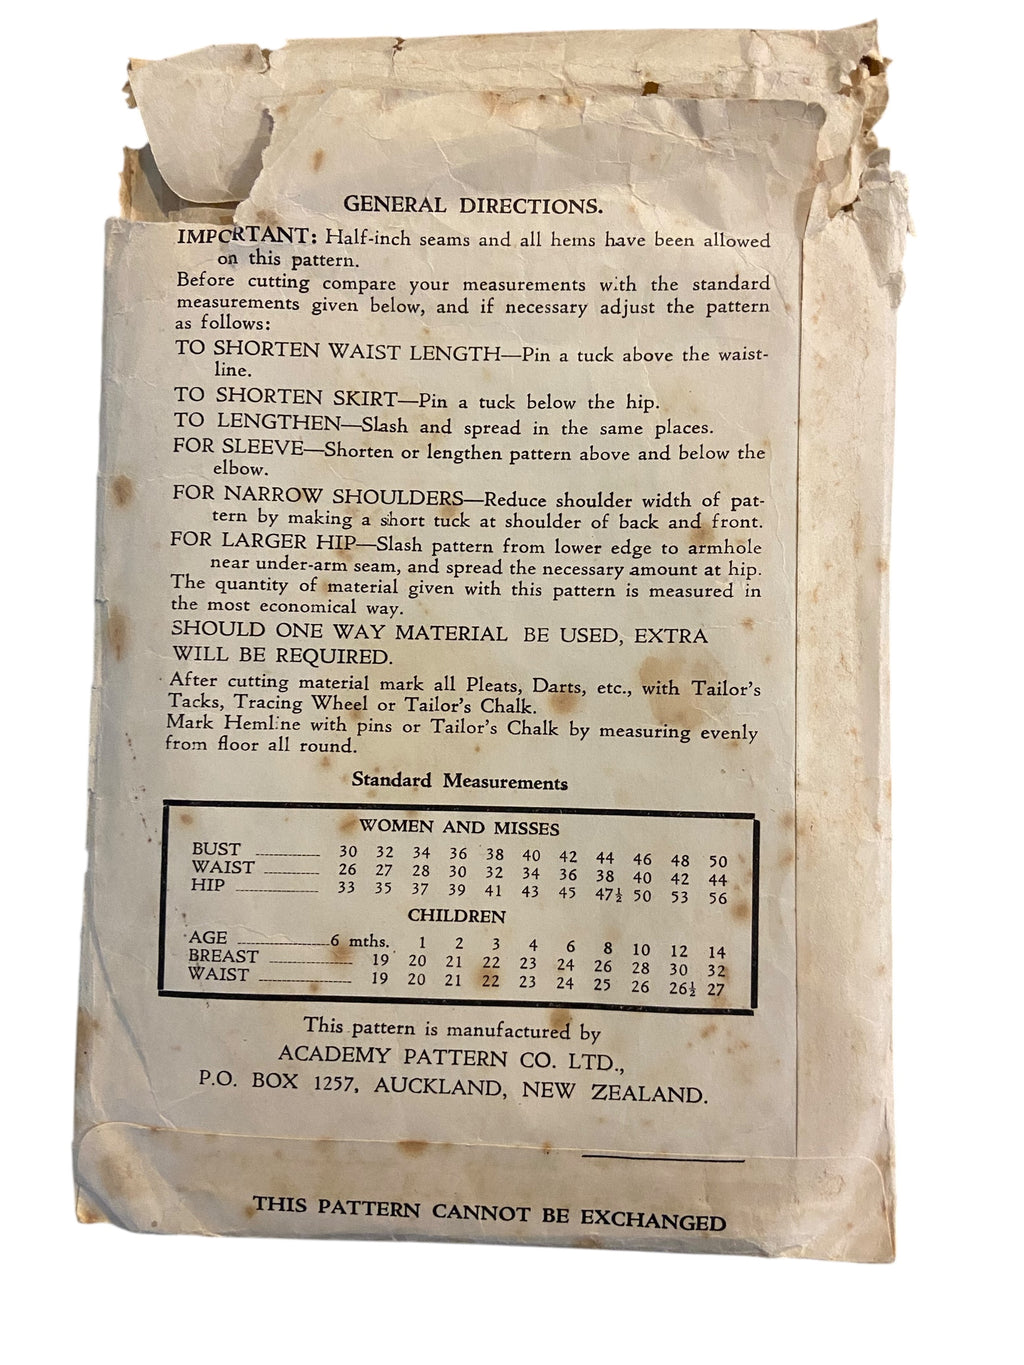 GENERAL DIRECTIONS.
IMPORTANT: Half-inch seams and all hems have been allowed
on this pattern.
Before cutting compare your measurements with the standard
measurements given below, and if necessary adjust the pattern
as follows:
TO SHORTEN WAIST LENGTH—Pin a tuck above the waist-
line.
TO SHORTEN SKIRT—Pin a tuck below the hip.
TO LENGTHEN—Slash and spread in the same places.
FOR SLEEVE—Shorten or lengthen pattern above and below the
elbow.
FOR NARROW SHOULDERS—Reduce shoulder width of pat-
tern by making a short tuck at shoulder of back and front.
FOR LARGER HIP—Slash pattern from lower edge to armhole
near under-arm seam, and spread the necessary amount at hip.
The quantity of material given with this pattern is measured in
the most economical way.
SHOULD ONE WAY MATERIAL BE USED, EXTRA
WILL BE REQUIRED.
After cutting material mark all Pleats, Darts, etc., with Tailor's
Tacks, Tracing Wheel or Tailor's Chalk.
Mark Hemline with pins or Tailor's Chalk by measuring evenly
from floor all round.
Standard Measurements
WOMEN AND MISSES
BUST 30 32 34 36 38 40 42 44 46 48 50
WAIST 26 27 28 30 32 34 36 38 40 42 44
HIP 33 35 37 39 41 43 45 47½ 50 53 56
CHILDREN
AGE 6 mths. 1 2 3 4 6 8 10 12 14
BREAST 19 20 21 22 23 24 26 28 30 32
WAIST 19 20 21 22 23 24 25 26 26½ 27
This pattern is manufactured by
ACADEMY PATTERN CO. LTD.,
P.O. BOX 1257, AUCKLAND, NEW ZEALAND.
THIS PATTERN CANNOT BE EXCHANGED